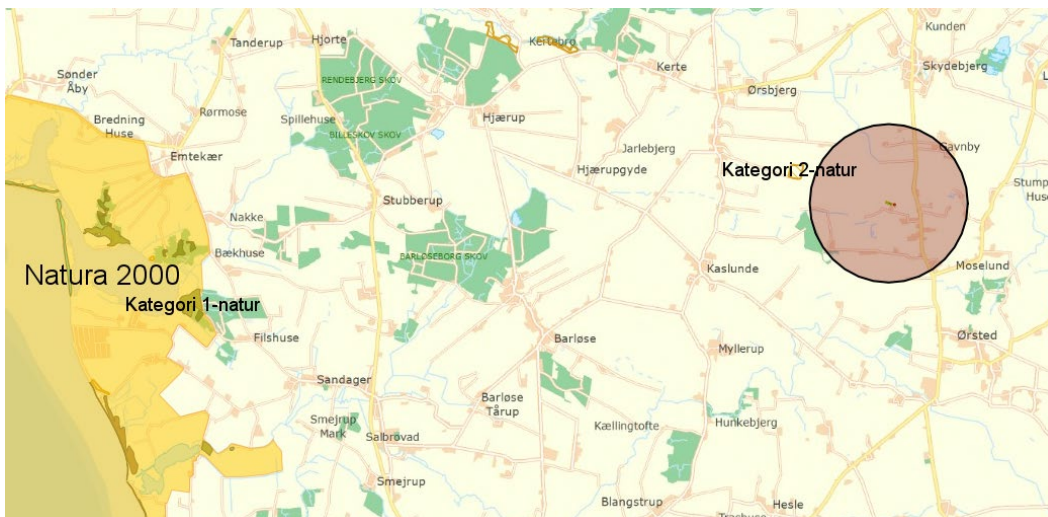 Kunden
Tanderup
Hjorte
Kertebro
Skydebjerg
Kerte
Sønder
Åby
RENDEBJERG SKOV
Ørsbjerg
Rørmose
Bredning
Huse
Spillehuse
Hjærup
BILLESKOV SKOV
Jarlebjerg
Gavnby
Emtekær
Hjærupgyde
Kategori 2-natur
Stubberup
Nakke
Bækhuse
BARLØSEBORG SKOV
Kaslunde
Moselund
Natura 2000
Kategori 1-natur
Filshuse
Barløse
Ørsted
Myllerup
Sandager
Barløse
Tårup
Smejrup
Mark
Salbrovad
Kællingtofte
Hunkebjerg
Smejrup
Blangstrup
Hesle